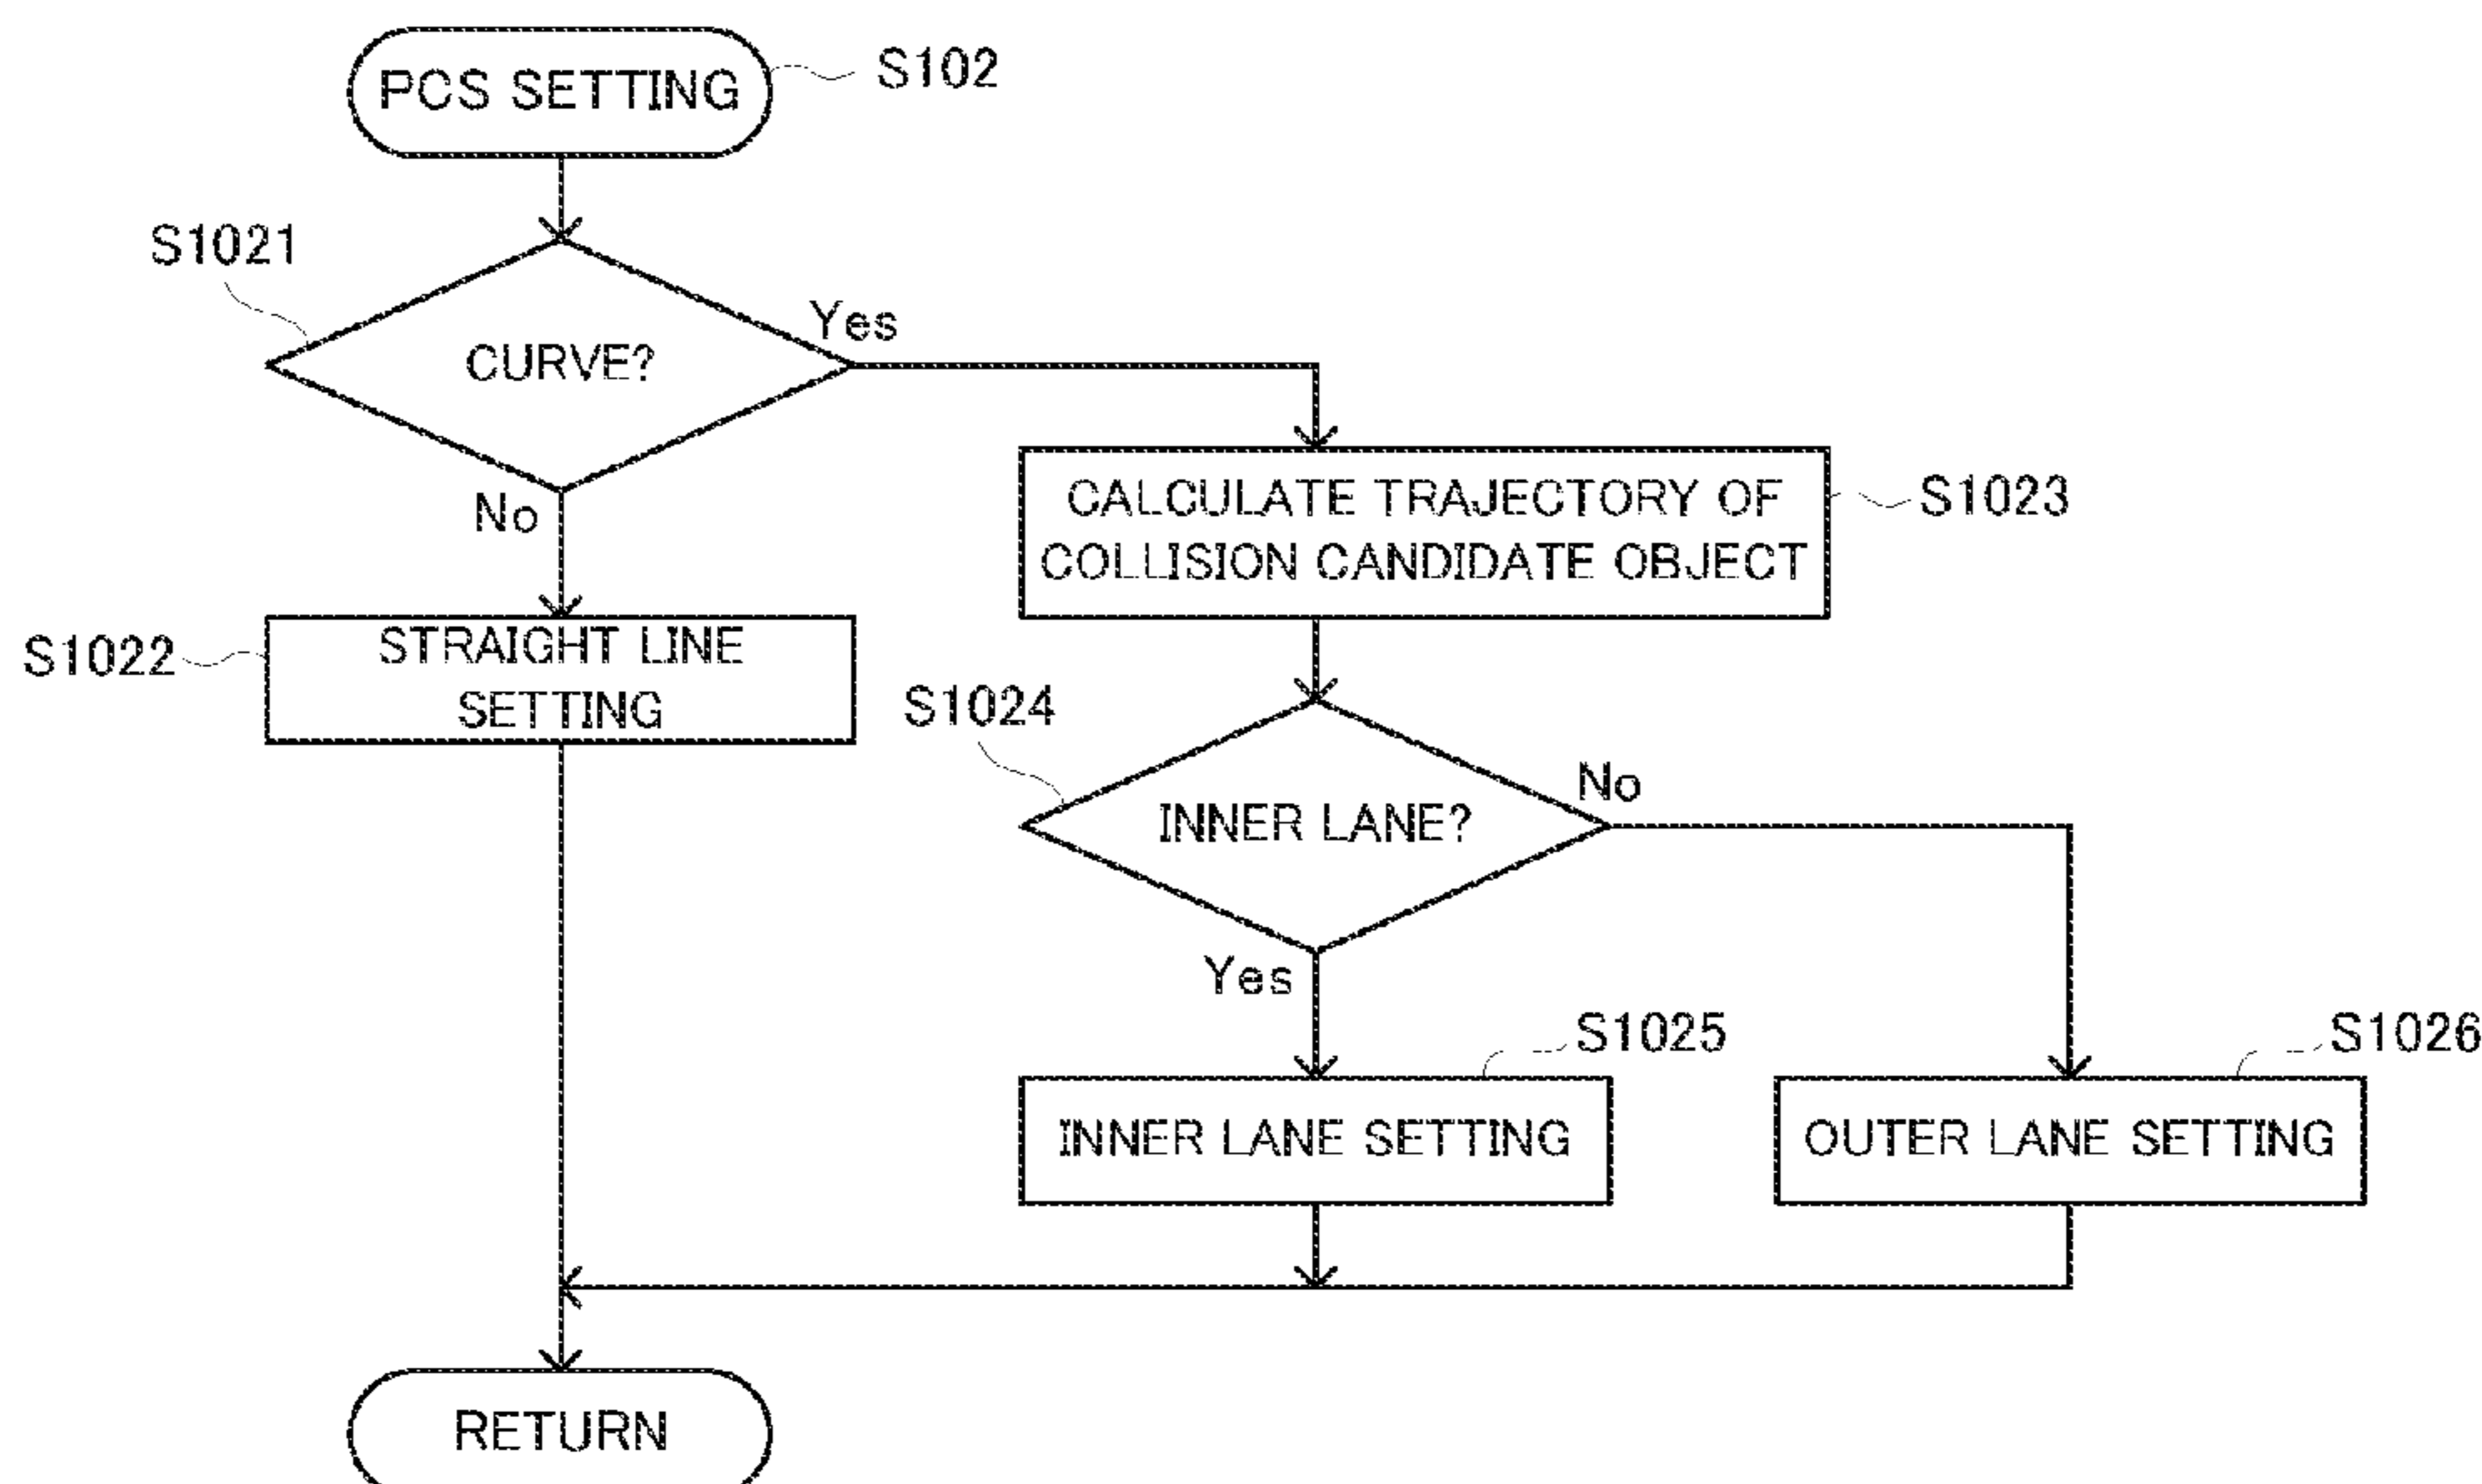 PCS SETTING
S102
S1021
CURVE?
Yes
No
CALCULATE TRAJECTORY OF
COLLISION CANDIDATE OBJECT
S1023
S1022
STRAIGHT LINE
SETTING
S1024
INNER LANE?
No
Yes
S1025
S1026
INNER LANE SETTING
OUTER LANE SETTING
RETURN